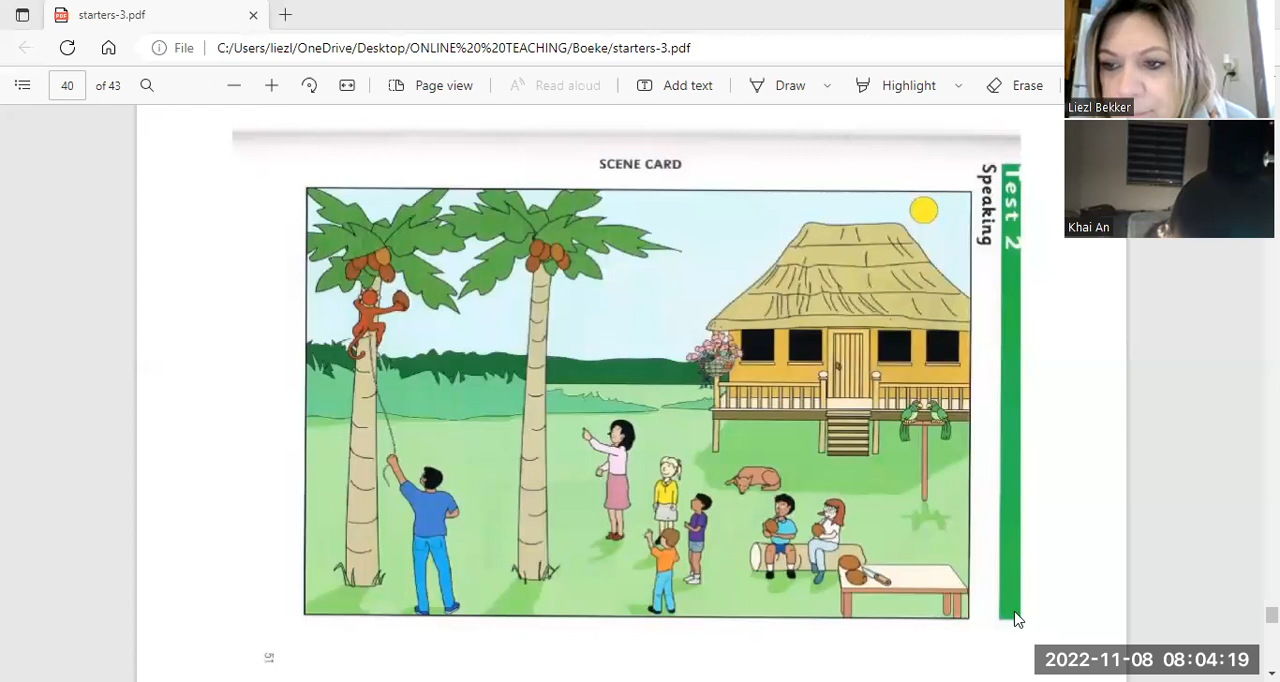 starters-3.pdf
File
C:/Users/liezl/OneDrive/Desktop/ONLINE%20%20TEACHING/Boeke/starters-3.pdf
40
of 43
Page view
Read aloud
Add text
Draw
Highlight
Erase
Liezl Bekker
Khai An
SCENE CARD
Test 2
Speaking
51
2022-11-08 08:04:19